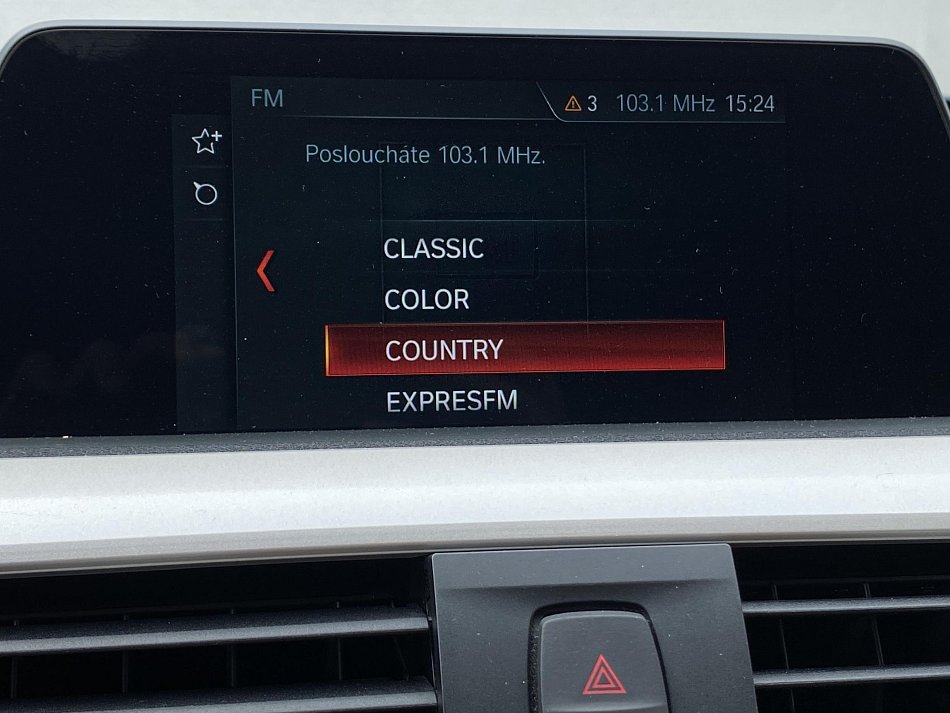 FM 3 103.1 MHz 15:24
Posloucháte 103.1 MHz.
CLASSIC
COLOR
COUNTRY
EXPRESFM